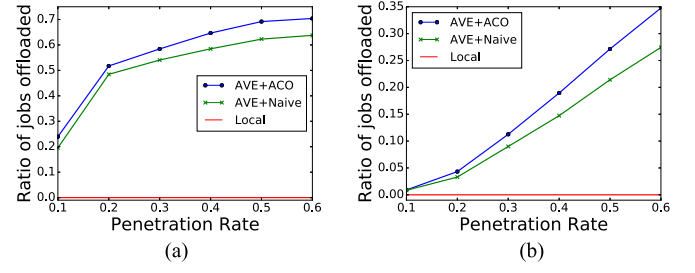 0.7
0.6
0.5
0.4
0.3
0.2
0.1
0.0
Ratio of jobs offloaded
AVE+ACO
AVE+Naive
Local
0.1 0.2 0.3 0.4 0.5 0.6
Penetration Rate
(a)
0.35
0.30
0.25
0.20
0.15
0.10
0.05
0.00
Ratio of jobs offloaded
AVE+ACO
AVE+Naive
Local
0.1 0.2 0.3 0.4 0.5 0.6
Penetration Rate
(b)